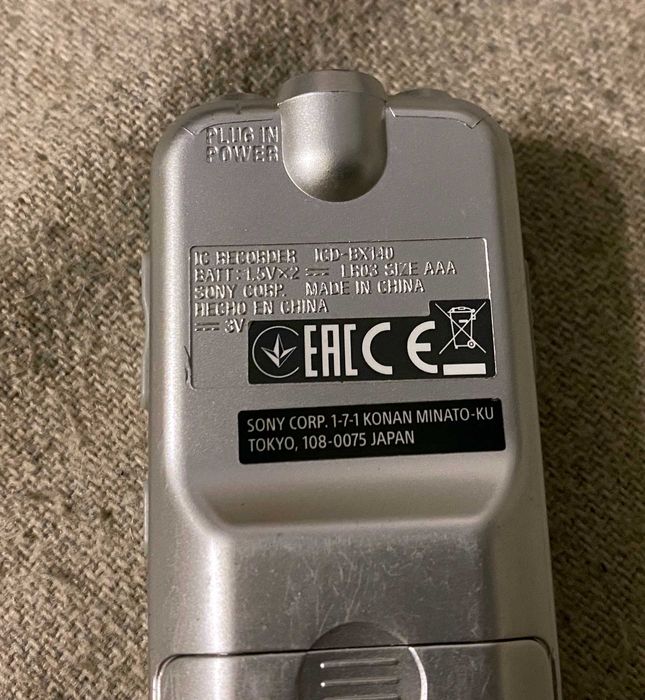 PLUG IN
POWER
IC RECORDER ICD-BX140
BATT:1.5V×2 ⎓ LR03 SIZE AAA
SONY CORP. MADE IN CHINA
HECHO EN CHINA
⎓ 3V
EAC CE
SONY CORP. 1-7-1 KONAN MINATO-KU
TOKYO, 108-0075 JAPAN